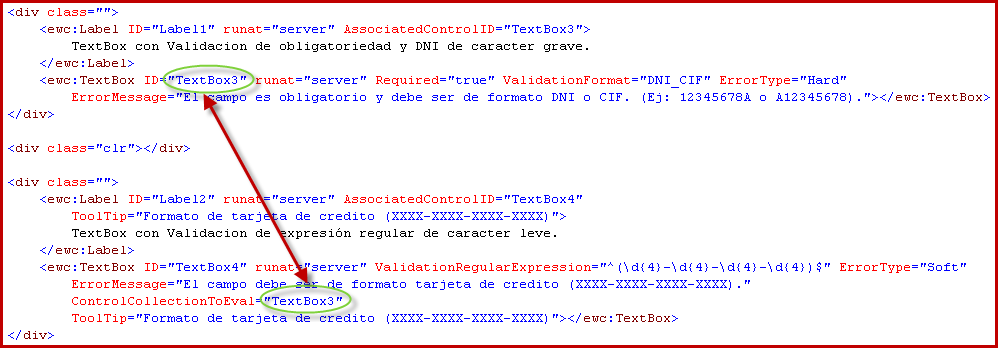 <div class="">
<ewc:Label ID="Label1" runat="server" AssociatedControlID="TextBox3">
TextBox con Validacion de obligatoriedad y DNI de caracter grave.
</ewc:Label>
<ewc:TextBox ID="TextBox3" runat="server" Required="true" ValidationFormat="DNI_CIF" ErrorType="Hard"
ErrorMessage="El campo es obligatorio y debe ser de formato DNI o CIF. (Ej: 12345678A o A12345678)."></ewc:TextBox>
</div>
<div class="clr"></div>
<div class="">
<ewc:Label ID="Label2" runat="server" AssociatedControlID="TextBox4"
ToolTip="Formato de tarjeta de credito (XXXX-XXXX-XXXX-XXXX)">
TextBox con Validacion de expresión regular de caracter leve.
</ewc:Label>
<ewc:TextBox ID="TextBox4" runat="server" ValidationRegularExpression="^(\d{4}-\d{4}-\d{4}-\d{4})$" ErrorType="Soft"
ErrorMessage="El campo debe ser de formato tarjeta de credito (XXXX-XXXX-XXXX-XXXX)."
ControlCollectionToEval="TextBox3"
ToolTip="Formato de tarjeta de credito (XXXX-XXXX-XXXX-XXXX)"></ewc:TextBox>
</div>